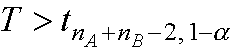 T > t_{n_A+n_B−2, 1−α}